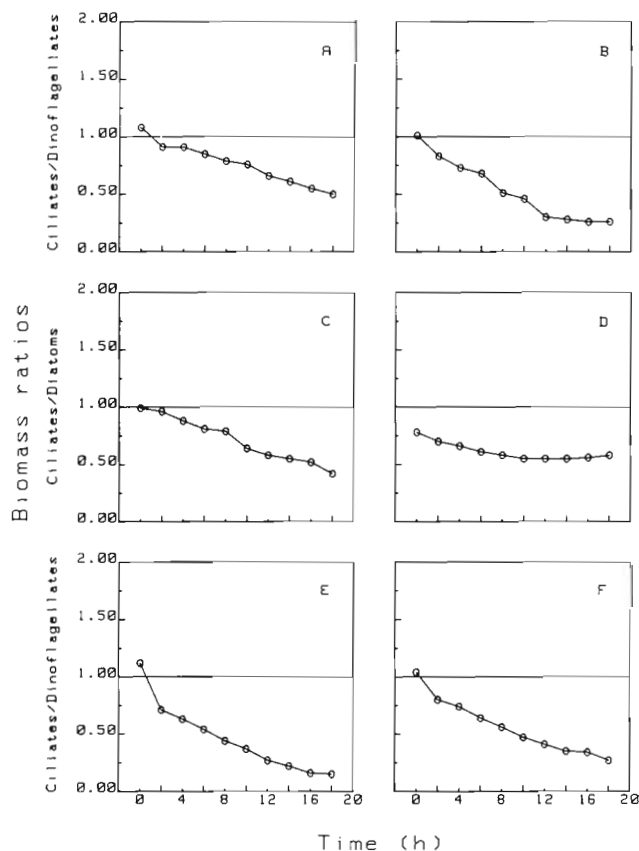 Biomass ratios
Ciliates/Dinoflagellates
2.00
1.50
1.00
0.50
0.00
A
B
Ciliates/Diatoms
2.00
1.50
1.00
0.50
0.00
C
D
Ciliates/Dinoflagellates
2.00
1.50
1.00
0.50
0.00
E
F
0 4 8 12 16 20
0 4 8 12 16 20
Time (h)